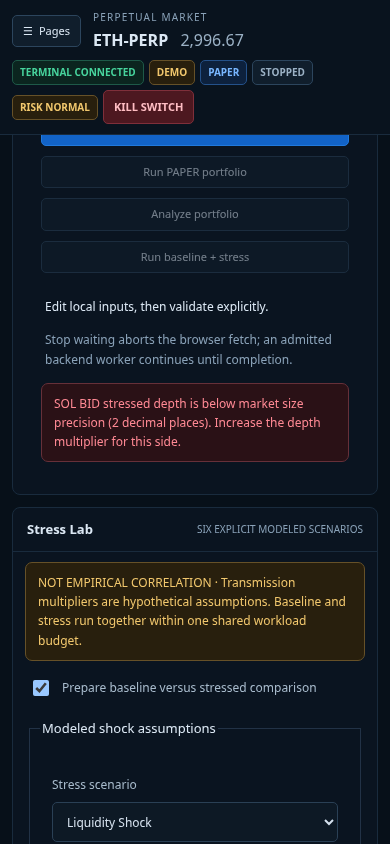 ☰ Pages
PERPETUAL MARKET
ETH-PERP 2,996.67
TERMINAL CONNECTED DEMO PAPER STOPPED
RISK NORMAL KILL SWITCH
Run PAPER portfolio
Analyze portfolio
Run baseline + stress
Edit local inputs, then validate explicitly.
Stop waiting aborts the browser fetch; an admitted
backend worker continues until completion.
SOL BID stressed depth is below market size
precision (2 decimal places). Increase the depth
multiplier for this side.
Stress Lab SIX EXPLICIT MODELED SCENARIOS
NOT EMPIRICAL CORRELATION · Transmission
multipliers are hypothetical assumptions. Baseline and
stress run together within one shared workload
budget.
Prepare baseline versus stressed comparison
Modeled shock assumptions
Stress scenario
Liquidity Shock